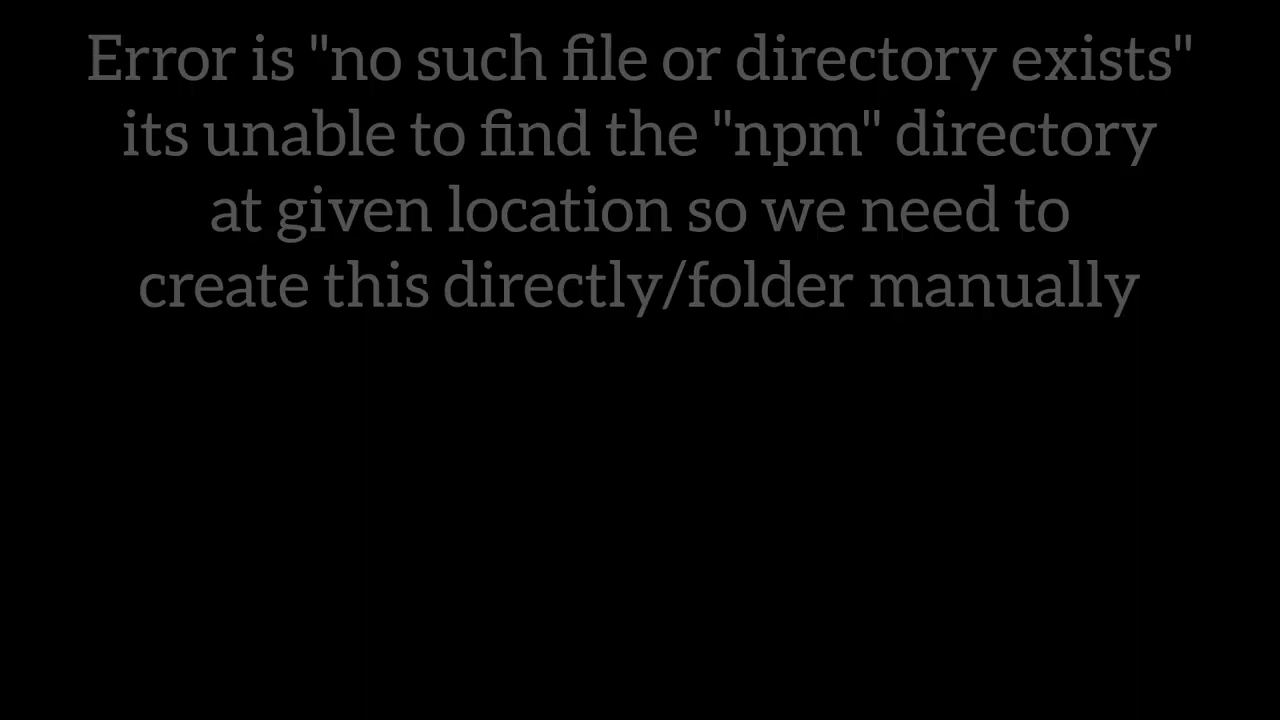 Error is "no such file or directory exists"
its unable to find the "npm" directory
at given location so we need to
create this directly/folder manually